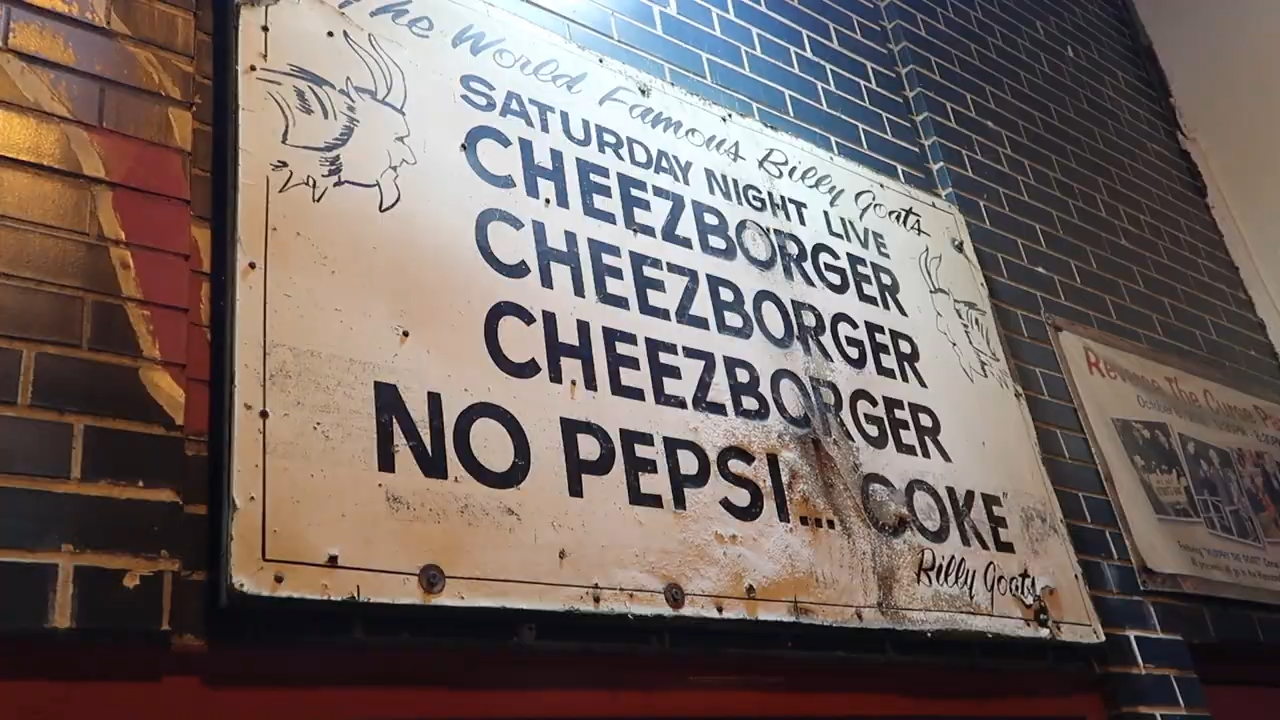 The World Famous Billy Goats
SATURDAY NIGHT LIVE
CHEEZBORGER
CHEEZBORGER
CHEEZBORGER
NO PEPSI... COKE"
Billy Goats
Reverse The Curse
October